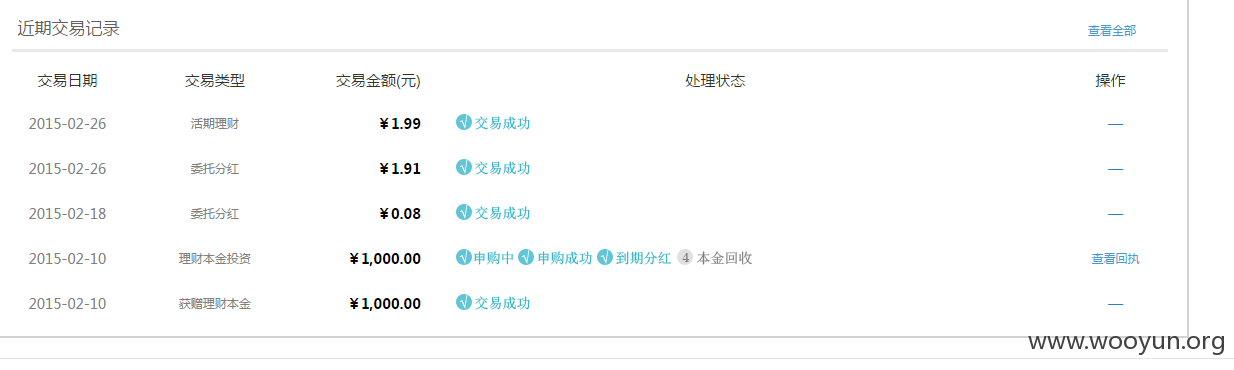 近期交易记录 查看全部
交易日期 交易类型 交易金额(元) 处理状态 操作
2015-02-26 活期理财 ¥1.99 √ 交易成功 —
2015-02-26 委托分红 ¥1.91 √ 交易成功 —
2015-02-18 委托分红 ¥0.08 √ 交易成功 —
2015-02-10 理财本金投资 ¥1,000.00 √ 申购中 √ 申购成功 √ 到期分红 4 本金回收 查看回执
2015-02-10 获赠理财本金 ¥1,000.00 √ 交易成功 —
www.wooyun.org